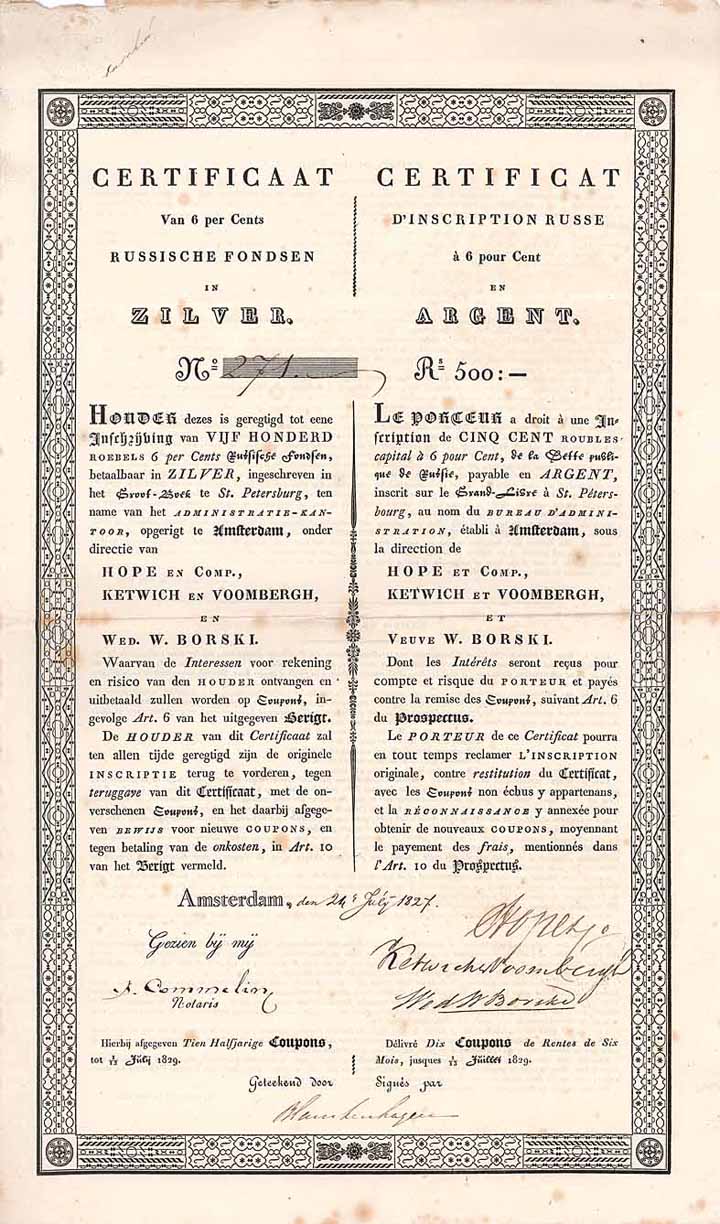 CERTIFICAAT
Van 6 per Cents
RUSSISCHE FONDSEN
IN
ZILVER.
Nº 271.
HOUDER dezes is geregtigd tot eene
Inschrijving van VIJF HONDERD
ROEBELS 6 per Cents Russische Fondsen,
betaalbaar in ZILVER, ingeschreven in
het Groot-Boek te St. Petersburg, ten
name van het ADMINISTRATIE-KAN-
TOOR, opgerigt te Amsterdam, onder
directie van
HOPE EN COMP.,
KETWICH EN VOOMBERGH,
EN
WED. W. BORSKI.
Waarvan de Interessen voor rekening
en risico van den HOUDER ontvangen en
uitbetaald zullen worden op Coupons, in-
gevolge Art. 6 van het uitgegeven Berigt.
De HOUDER van dit Certificaat zal
ten allen tijde geregtigd zijn de originele
INSCRIPTIE terug te vorderen, tegen
teruggave van dit Certificaat, met de on-
verschenen Coupons, en het daarbij afgege-
ven BEWIJS voor nieuwe COUPONS, en
tegen betaling van de onkosten, in Art. 10
van het Berigt vermeld.
CERTIFICAT
D'INSCRIPTION RUSSE
à 6 pour Cent
EN
ARGENT.
Rs 500:—
LE PORTEUR a droit à une In-
scription de CINQ CENT ROUBLES
capital à 6 pour Cent, de la Dette publi-
que de Russie, payable en ARGENT,
inscrit sur le Grand-Livre à St. Péters-
bourg, au nom du BUREAU D'ADMINI-
STRATION, établi à Amsterdam, sous
la direction de
HOPE ET COMP.,
KETWICH ET VOOMBERGH,
ET
VEUVE W. BORSKI.
Dont les Intérêts seront reçus pour
compte et risque du PORTEUR et payés
contre la remise des Coupons, suivant Art. 6
du Prospectus.
Le PORTEUR de ce Certificat pourra
en tout temps reclamer L'INSCRIPTION
originale, contre restitution du Certificat,
avec les Coupons non échus y appartenans,
et la RÉCONNAISSANCE y annexée pour
obtenir de nouveaux COUPONS, moyennant
le payement des frais, mentionnés dans
l'Art. 10 du Prospectus.
Amsterdam, den 24e Julij 1827.
Gezien bij mij
A. Commelin
Notaris
Hope & Co
Ketwich & Voombergh
Wed W Borski
Hierbij afgegeven Tien Halfjarige Coupons,
tot 1/13 Julij 1829.
Délivré Dix Coupons de Rentes de Six
Mois, jusques 1/13 Juillet 1829.
Geteekend door
Signés par